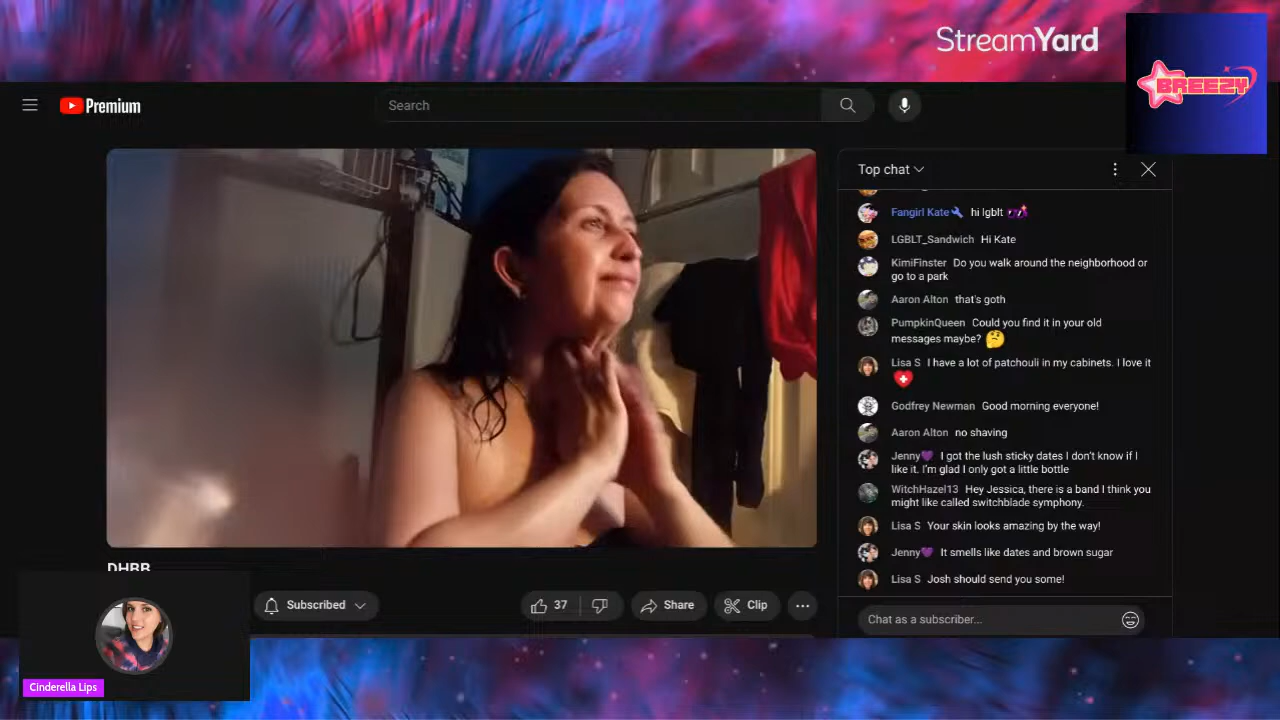 StreamYard
BREEZY
Premium
Search
Top chat
Fangirl Kate hi lgblt
LGBLT_Sandwich Hi Kate
KimiFinster Do you walk around the neighborhood or
go to a park
Aaron Alton that's goth
PumpkinQueen Could you find it in your old
messages maybe?
Lisa S I have a lot of patchouli in my cabinets. I love it
Godfrey Newman Good morning everyone!
Aaron Alton no shaving
Jenny I got the lush sticky dates I don't know if I
like it. I'm glad I only got a little bottle
WitchHazel13 Hey Jessica, there is a band I think you
might like called switchblade symphony.
Lisa S Your skin looks amazing by the way!
Jenny It smells like dates and brown sugar
Lisa S Josh should send you some!
Chat as a subscriber...
DHBB
Subscribed
37
Share
Clip
Cinderella Lips